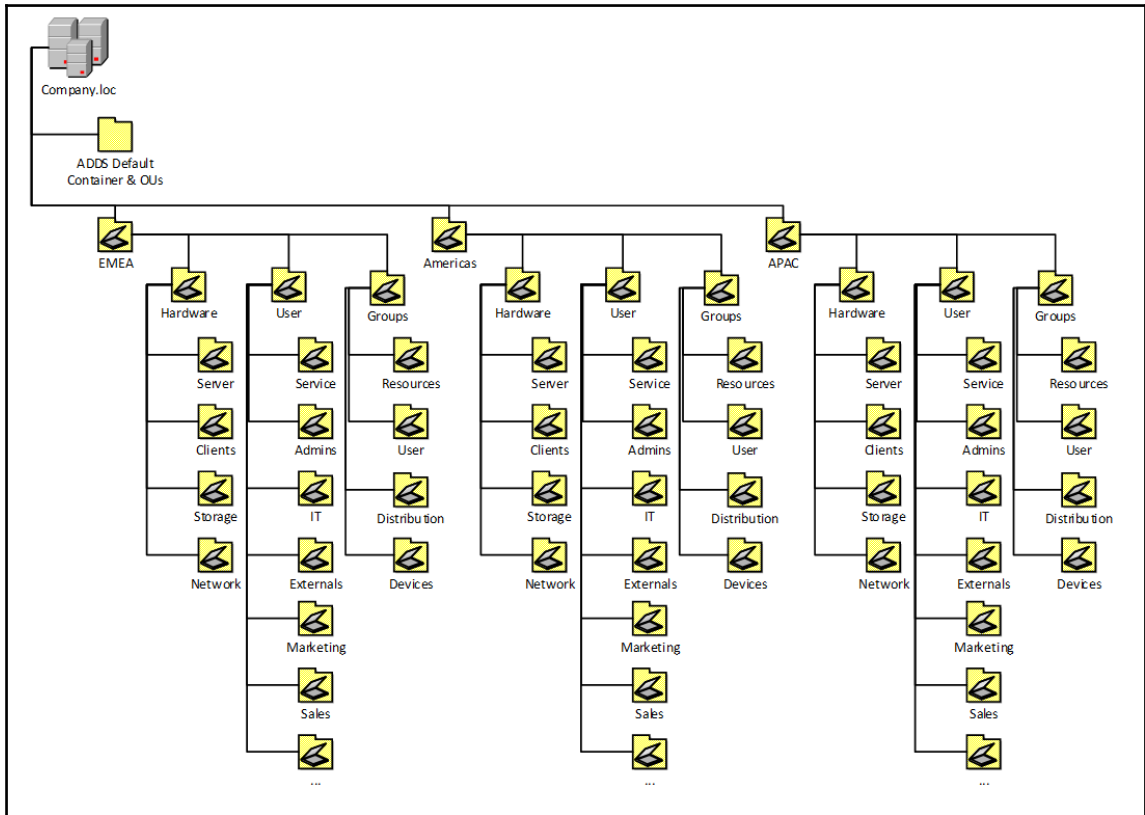 Company.loc
ADDS Default
Container & OUs
EMEA
Americas
APAC
Hardware
User
Groups
Hardware
User
Groups
Hardware
User
Groups
Server
Service
Resources
Server
Service
Resources
Server
Service
Resources
Clients
Admins
User
Clients
Admins
User
Clients
Admins
User
Storage
IT
Distribution
Storage
IT
Distribution
Storage
IT
Distribution
Network
Externals
Devices
Network
Externals
Devices
Network
Externals
Devices
Marketing
Marketing
Marketing
Sales
Sales
Sales
...
...
...